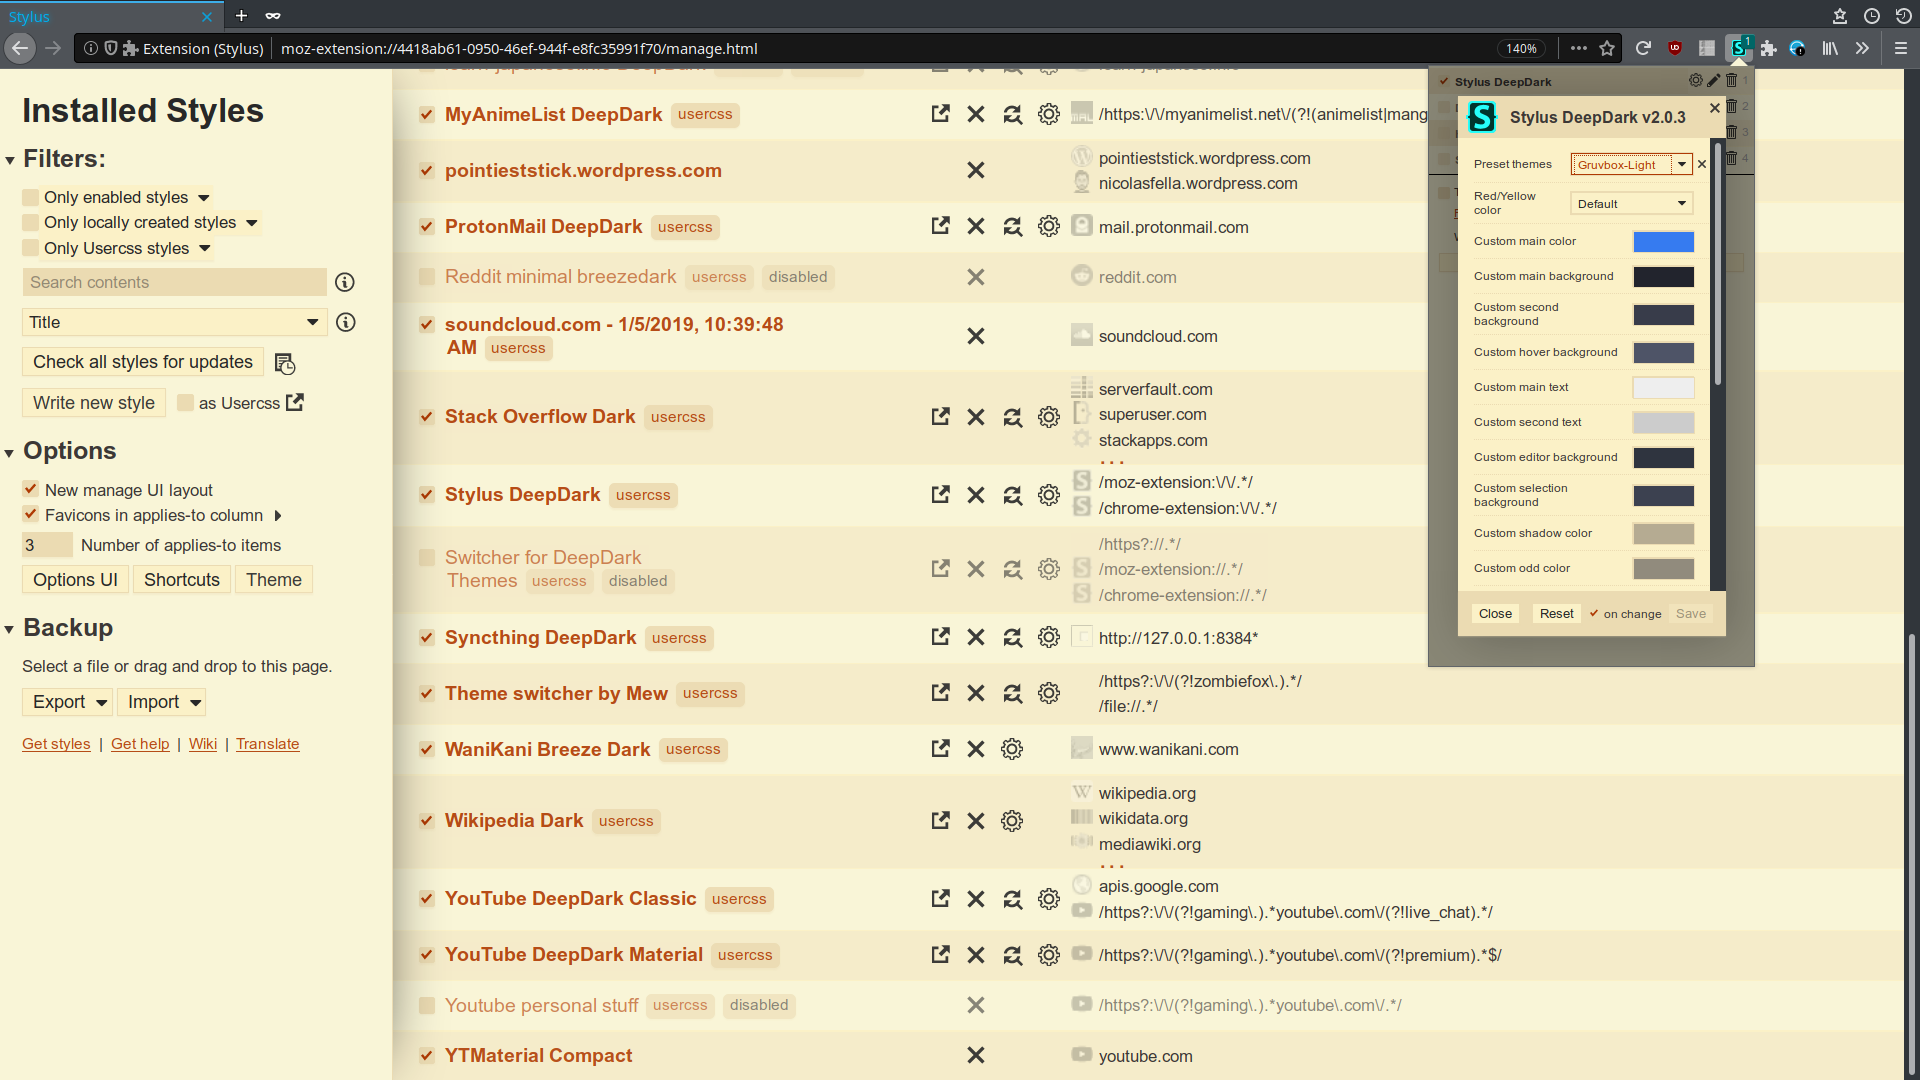 Stylus
Extension (Stylus)
moz-extension://4418ab61-0950-46ef-944f-e8fc35991f70/manage.html
140%
1
Installed Styles
Filters:
Only enabled styles
Only locally created styles
Only Usercss styles
Search contents
Title
Check all styles for updates
Write new style
as Usercss
Options
New manage UI layout
Favicons in applies-to column
3 Number of applies-to items
Options UI Shortcuts Theme
Backup
Select a file or drag and drop to this page.
Export Import
Get styles | Get help | Wiki | Translate
MyAnimeList DeepDark usercss
/https:\/\/myanimelist.net\/(?!(animelist|mang
pointieststick.wordpress.com
pointieststick.wordpress.com
nicolasfella.wordpress.com
ProtonMail DeepDark usercss
mail.protonmail.com
Reddit minimal breezedark usercss disabled
reddit.com
soundcloud.com - 1/5/2019, 10:39:48
AM usercss
soundcloud.com
Stack Overflow Dark usercss
serverfault.com
superuser.com
stackapps.com
...
Stylus DeepDark usercss
/moz-extension:\/\/.*/
/chrome-extension:\/\/.*/
Switcher for DeepDark
Themes usercss disabled
/https?://.*/
/moz-extension://.*/
/chrome-extension://.*/
Syncthing DeepDark usercss
http://127.0.0.1:8384*
Theme switcher by Mew usercss
/https?:\/\/(?!zombiefox\.).*/
/file://.*/
WaniKani Breeze Dark usercss
www.wanikani.com
Wikipedia Dark usercss
wikipedia.org
wikidata.org
mediawiki.org
...
YouTube DeepDark Classic usercss
apis.google.com
/https?:\/\/(?!gaming\.).*youtube\.com\/(?!live_chat).*/
YouTube DeepDark Material usercss
/https?:\/\/(?!gaming\.).*youtube\.com\/(?!premium).*$/
Youtube personal stuff usercss disabled
/https?:\/\/(?!gaming\.).*youtube\.com\/.*/
YTMaterial Compact
youtube.com
Stylus DeepDark 1
2
3
4
Stylus DeepDark v2.0.3
Preset themes Gruvbox-Light
Red/Yellow
color
Default
Custom main color
Custom main background
Custom second
background
Custom hover background
Custom main text
Custom second text
Custom editor background
Custom selection
background
Custom shadow color
Custom odd color
Close Reset on change Save